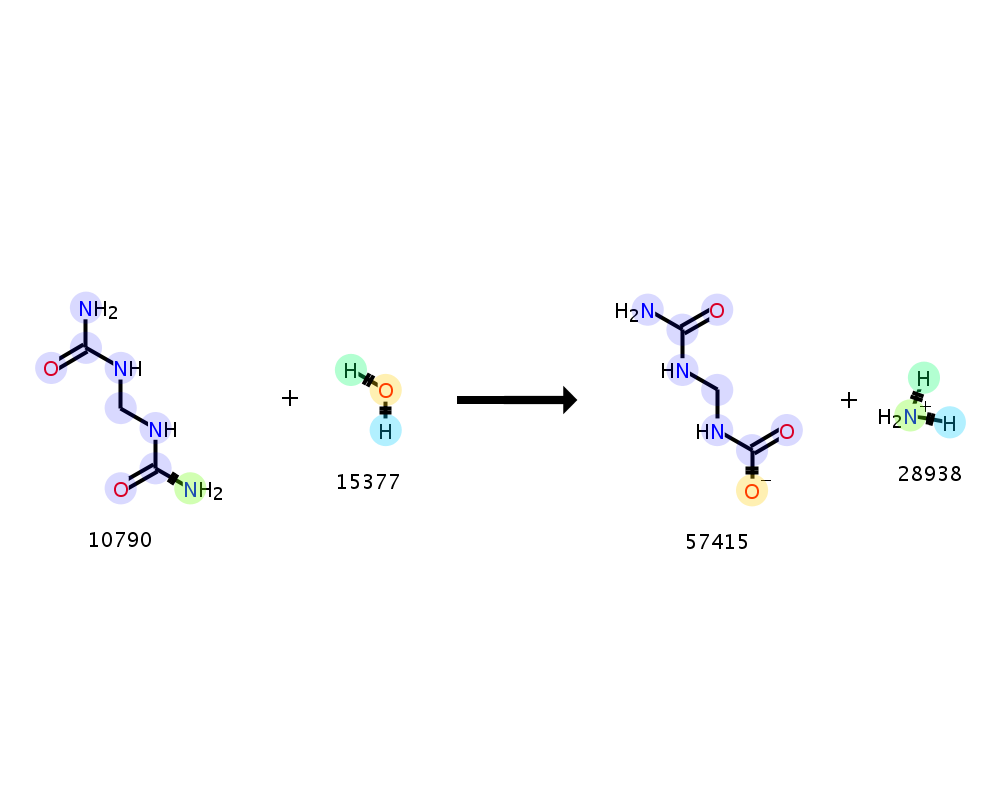 NH2
O
NH
NH
O
NH2
10790
+
H
O
H
15377
H2N
O
HN
HN
O
O−
57415
+
H
H2N+
H
28938